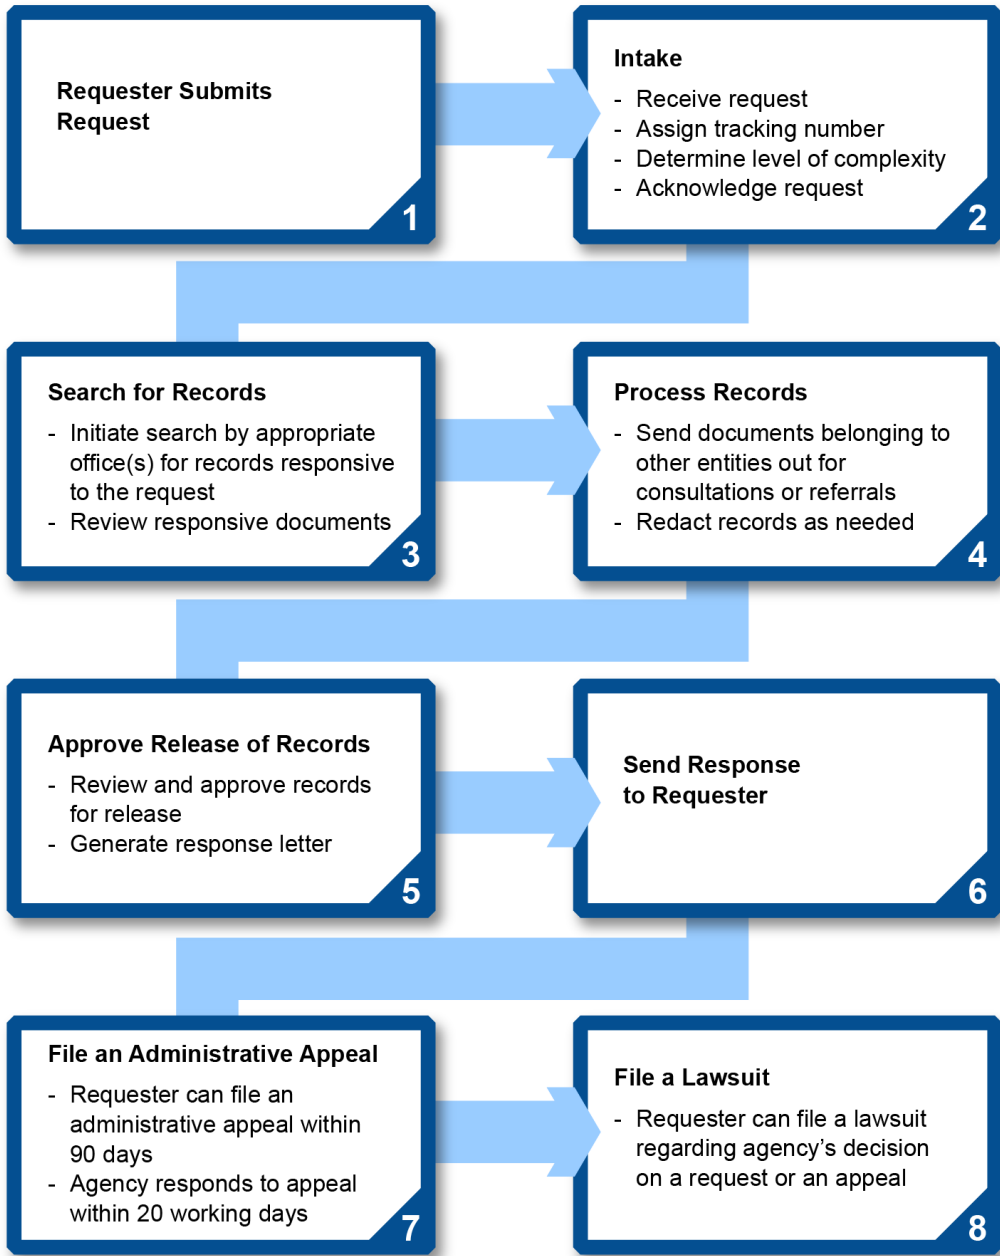 Requester Submits
Request
1
Intake
- Receive request
- Assign tracking number
- Determine level of complexity
- Acknowledge request
2
Search for Records
- Initiate search by appropriate
office(s) for records responsive
to the request
- Review responsive documents
3
Process Records
- Send documents belonging to
other entities out for
consultations or referrals
- Redact records as needed
4
Approve Release of Records
- Review and approve records
for release
- Generate response letter
5
Send Response
to Requester
6
File an Administrative Appeal
- Requester can file an
administrative appeal within
90 days
- Agency responds to appeal
within 20 working days
7
File a Lawsuit
- Requester can file a lawsuit
regarding agency’s decision
on a request or an appeal
8